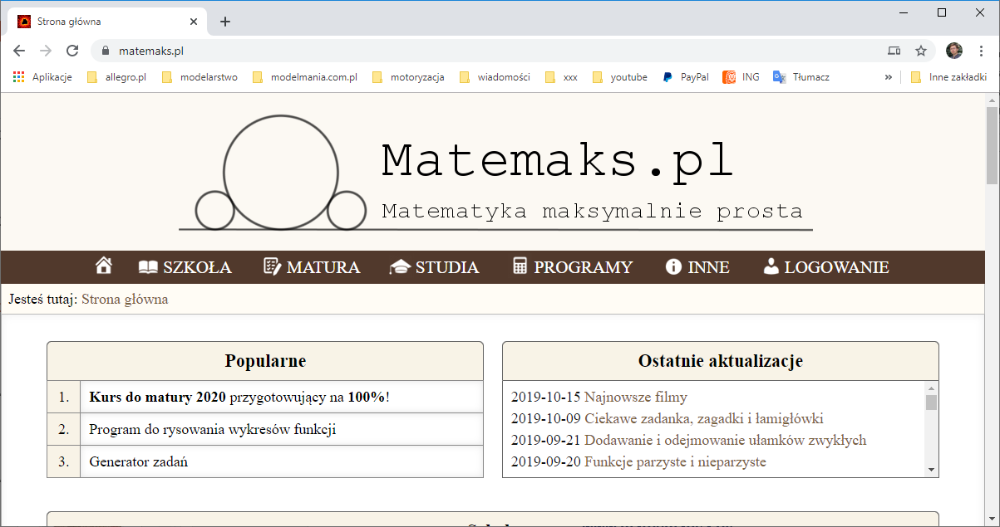 Strona główna
matemaks.pl
Aplikacje allegro.pl modelarstwo modelmania.com.pl motoryzacja wiadomości xxx youtube PayPal ING Tłumacz » Inne zakładki
Matemaks.pl
Matematyka maksymalnie prosta
SZKOŁA MATURA STUDIA PROGRAMY INNE LOGOWANIE
Jesteś tutaj: Strona główna
Popularne
1. Kurs do matury 2020 przygotowujący na 100%!
2. Program do rysowania wykresów funkcji
3. Generator zadań
Ostatnie aktualizacje
2019-10-15 Najnowsze filmy
2019-10-09 Ciekawe zadanka, zagadki i łamigłówki
2019-09-21 Dodawanie i odejmowanie ułamków zwykłych
2019-09-20 Funkcje parzyste i nieparzyste